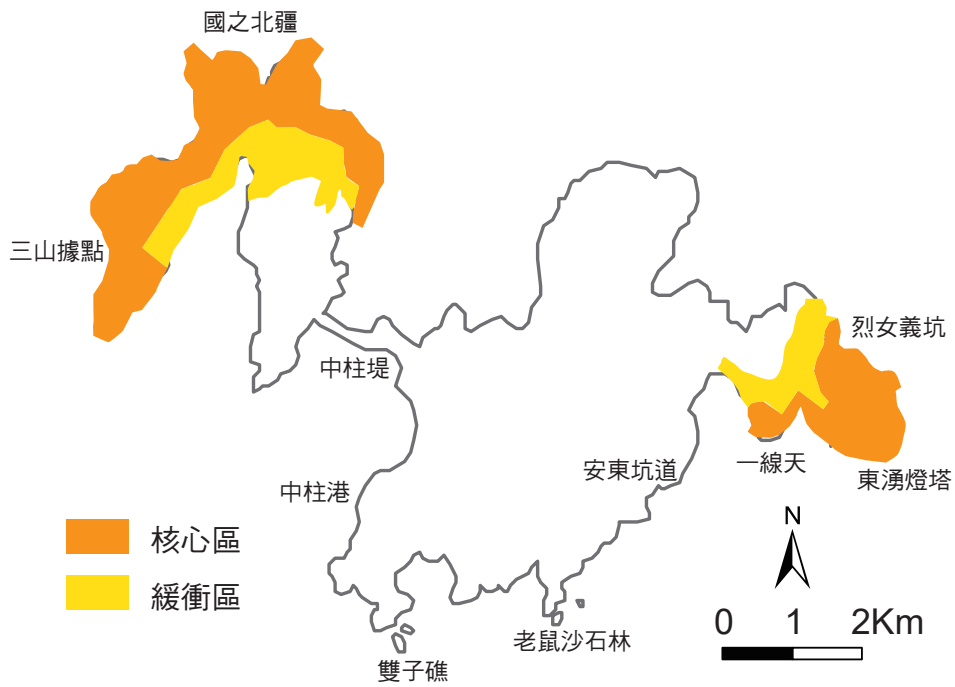 國之北疆
三山據點
烈女義坑
中柱堤
安東坑道
一線天
東湧燈塔
中柱港
核心區
緩衝區
N
0 1 2Km
老鼠沙石林
雙子礁